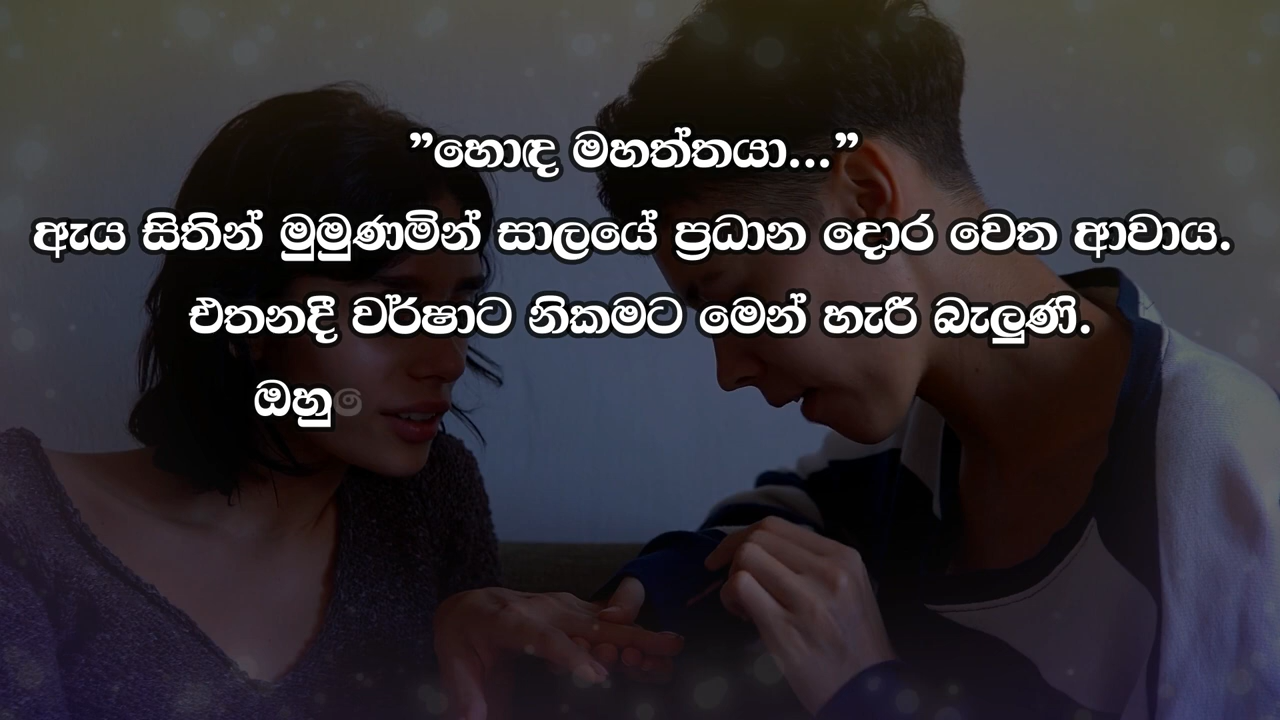 ”හොඳ මහත්තයා...”
ඇය සිතින් මුමුණමින් සාලයේ ප්‍රධාන දොර වෙත ආවාය.
එතනදී වර්ෂාට නිකමට මෙන් හැරී බැලුණි.
ඔහු